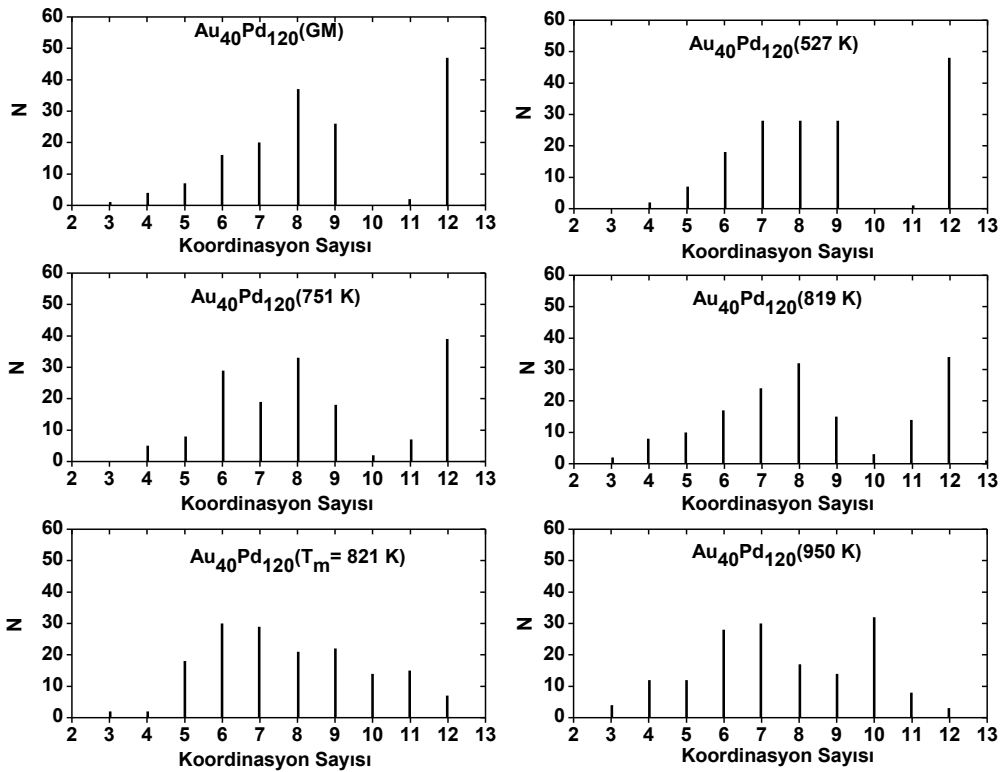 Au40Pd120(GM)
60
50
40
30
20
10
0
N
2 3 4 5 6 7 8 9 10 11 12 13
Koordinasyon Sayısı
Au40Pd120(527 K)
60
50
40
30
20
10
0
N
2 3 4 5 6 7 8 9 10 11 12 13
Koordinasyon Sayısı
Au40Pd120(751 K)
60
50
40
30
20
10
0
N
2 3 4 5 6 7 8 9 10 11 12 13
Koordinasyon Sayısı
Au40Pd120(819 K)
60
50
40
30
20
10
0
N
2 3 4 5 6 7 8 9 10 11 12 13
Koordinasyon Sayısı
Au40Pd120(Tm= 821 K)
60
50
40
30
20
10
0
N
2 3 4 5 6 7 8 9 10 11 12 13
Koordinasyon Sayısı
Au40Pd120(950 K)
60
50
40
30
20
10
0
N
2 3 4 5 6 7 8 9 10 11 12 13
Koordinasyon Sayısı